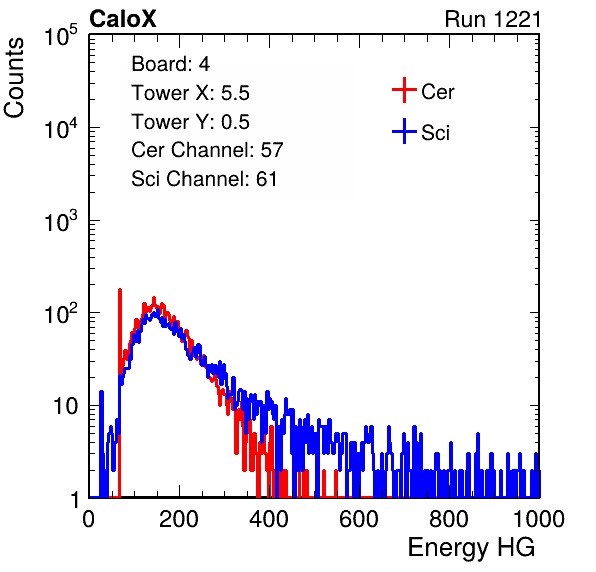 CaloX Run 1221
Counts
Board: 4
Tower X: 5.5
Tower Y: 0.5
Cer Channel: 57
Sci Channel: 61
Cer
Sci
10^5
10^4
10^3
10^2
10
1
0 200 400 600 800 1000
Energy HG